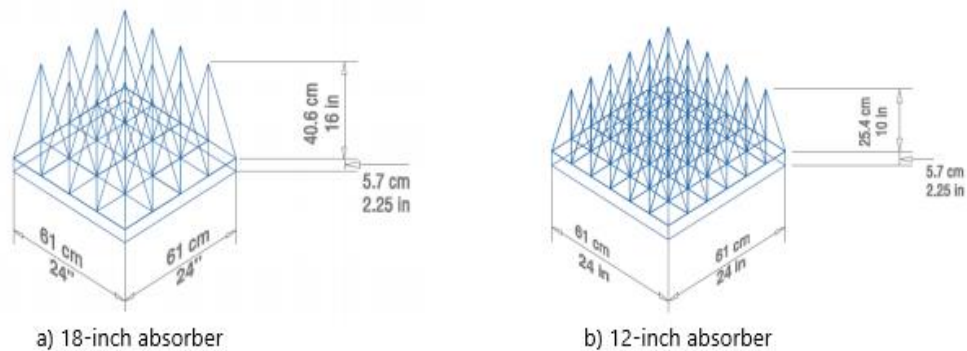 40.6 cm
16 in
5.7 cm
2.25 in
61 cm
24"
61 cm
24"
a) 18-inch absorber
25.4 cm
10 in
5.7 cm
2.25 in
61 cm
24 in
61 cm
24 in
b) 12-inch absorber